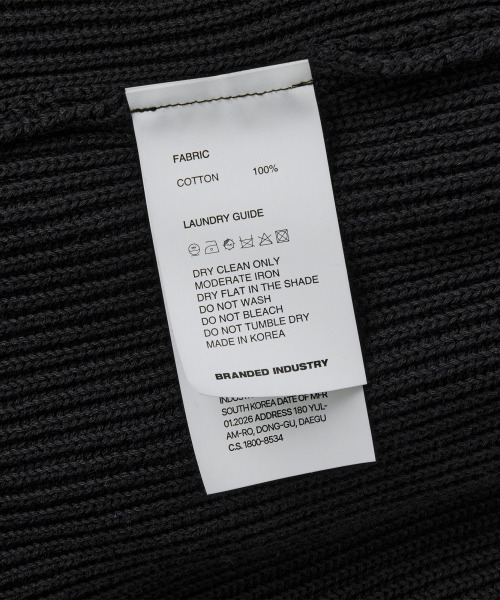 FABRIC
COTTON 100%
LAUNDRY GUIDE
DRY CLEAN ONLY
MODERATE IRON
DRY FLAT IN THE SHADE
DO NOT WASH
DO NOT BLEACH
DO NOT TUMBLE DRY
MADE IN KOREA
BRANDED INDUSTRY
SOUTH KOREA DATE OF MFR
01.2026 ADDRESS 180 YUL-
AM-RO, DONG-GU, DAEGU
C.S. 1800-8534